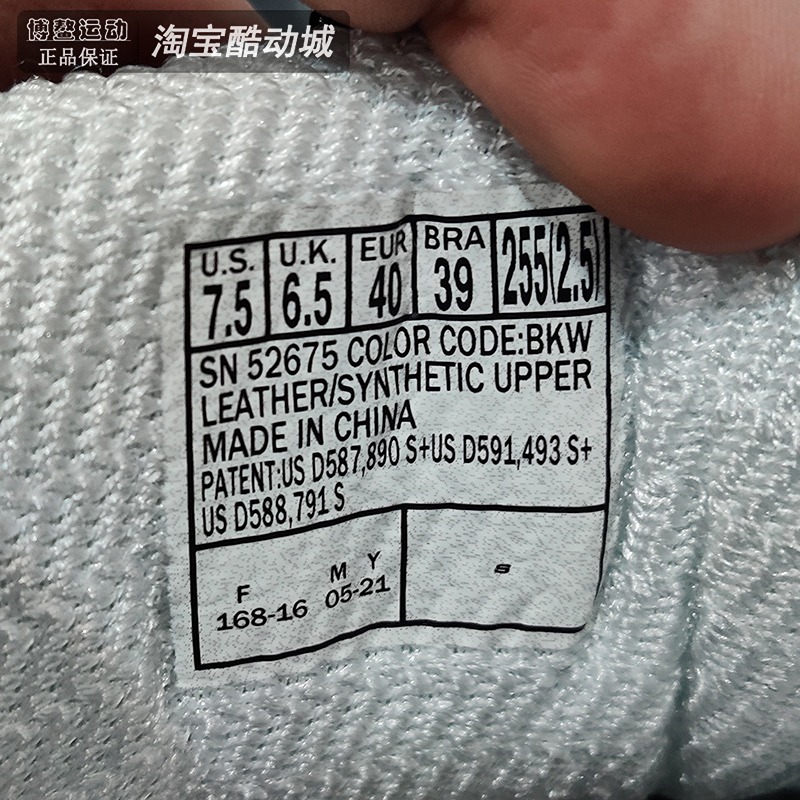 博鳌运动
正品保证
淘宝酷动城
U.S. U.K. EUR BRA 255(2.5)
7.5 6.5 40 39
SN 52675 COLOR CODE:BKW
LEATHER/SYNTHETIC UPPER
MADE IN CHINA
PATENT:US D587,890 S+US D591,493 S+
US D588,791 S
F M Y
168-16 05-21
S